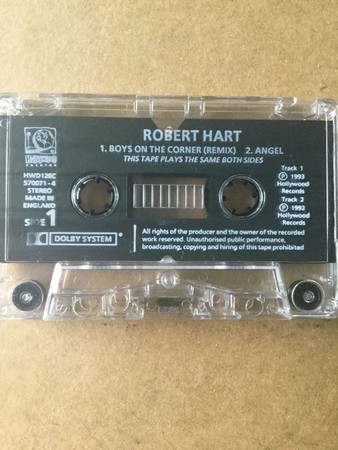 ROBERT HART
1. BOYS ON THE CORNER (REMIX) 2. ANGEL
THIS TAPE PLAYS THE SAME BOTH SIDES
HWD126C
570071-4
STEREO
MADE IN
ENGLAND
SIDE 1
Track 1
Ⓟ 1993
Hollywood
Records
Track 2
Ⓟ 1992
Hollywood
Records
DOLBY SYSTEM
All rights of the producer and the owner of the recorded
work reserved. Unauthorised public performance,
broadcasting, copying and hiring of this tape prohibited